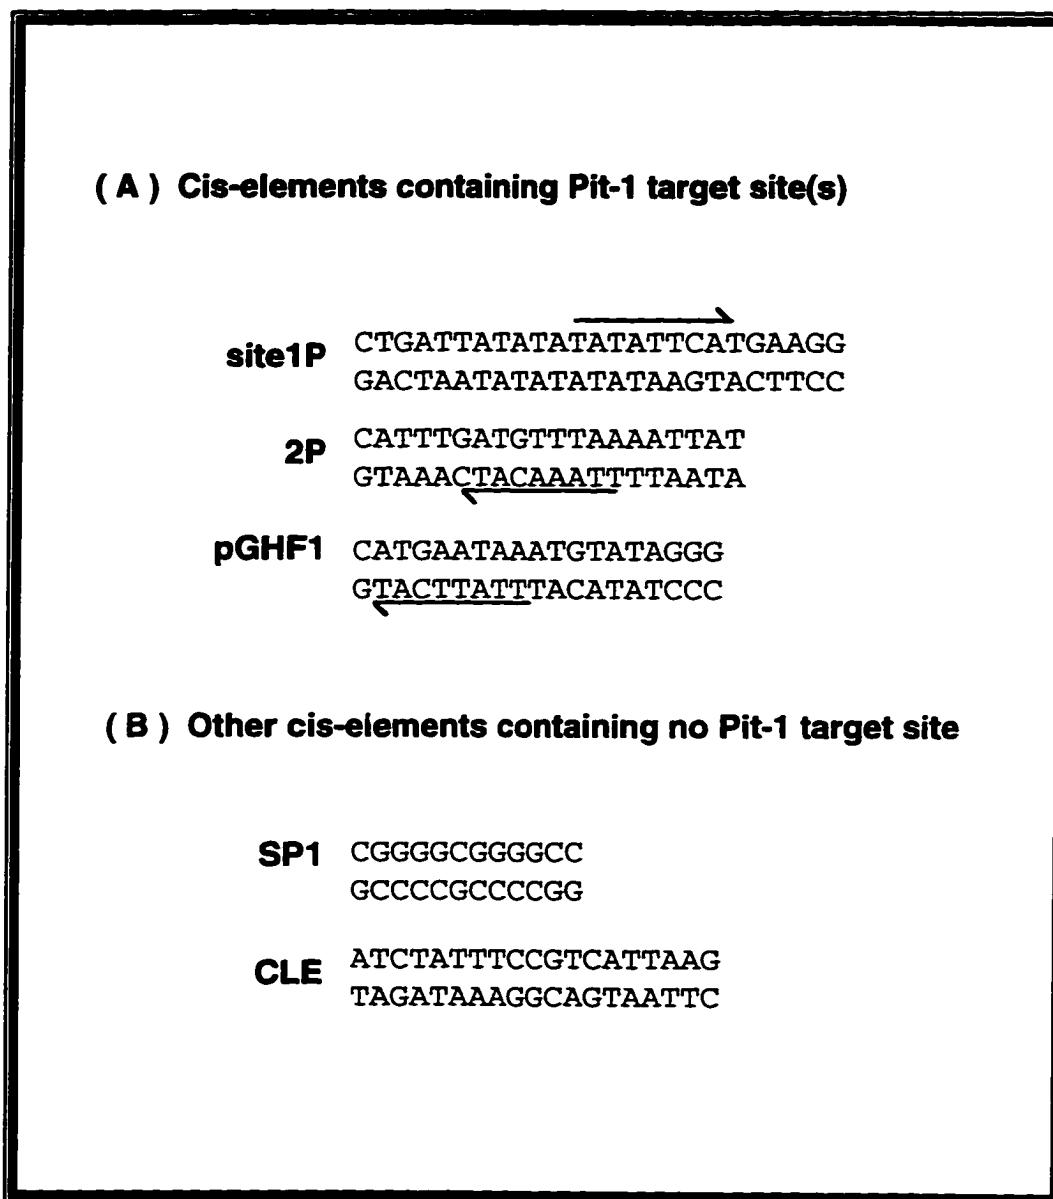 ( A ) Cis-elements containing Pit-1 target site(s)
site1P
CTGATTATATATATATTCATGAAGG
GACTAATATATATATAAGTACTTCC
2P
CATTTGATGTTTAAAATTAT
GTAAACTACAAATTTTAATA
pGHF1
CATGAATAAATGTATAGGG
GTACTTATTTACATATCCC
( B ) Other cis-elements containing no Pit-1 target site
SP1
CGGGGCGGGGCC
GCCCCGCCCCGG
CLE
ATCTATTTCCGTCATTAAG
TAGATAAAGGCAGTAATTC